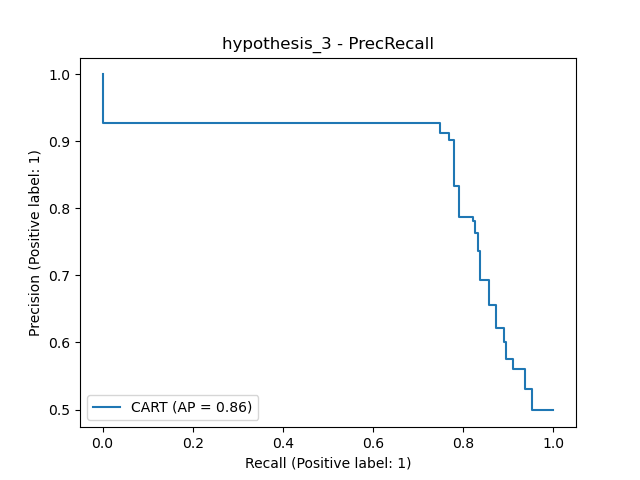 hypothesis_3 - PrecRecall
1.0
0.9
0.8
0.7
0.6
0.5
Precision (Positive label: 1)
CART (AP = 0.86)
0.0 0.2 0.4 0.6 0.8 1.0
Recall (Positive label: 1)